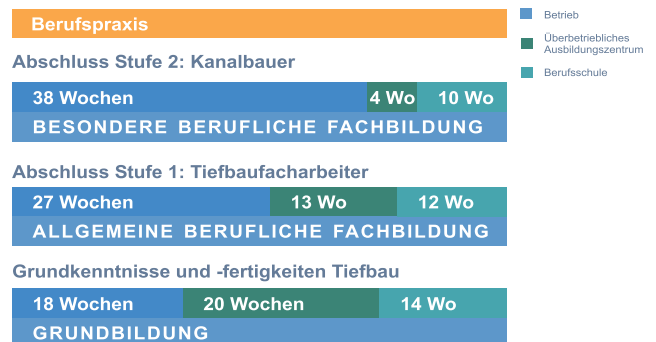 Berufspraxis
Betrieb
Überbetriebliches
Ausbildungszentrum
Berufsschule
Abschluss Stufe 2: Kanalbauer
38 Wochen 4 Wo 10 Wo
BESONDERE BERUFLICHE FACHBILDUNG
Abschluss Stufe 1: Tiefbaufacharbeiter
27 Wochen 13 Wo 12 Wo
ALLGEMEINE BERUFLICHE FACHBILDUNG
Grundkenntnisse und -fertigkeiten Tiefbau
18 Wochen 20 Wochen 14 Wo
GRUNDBILDUNG